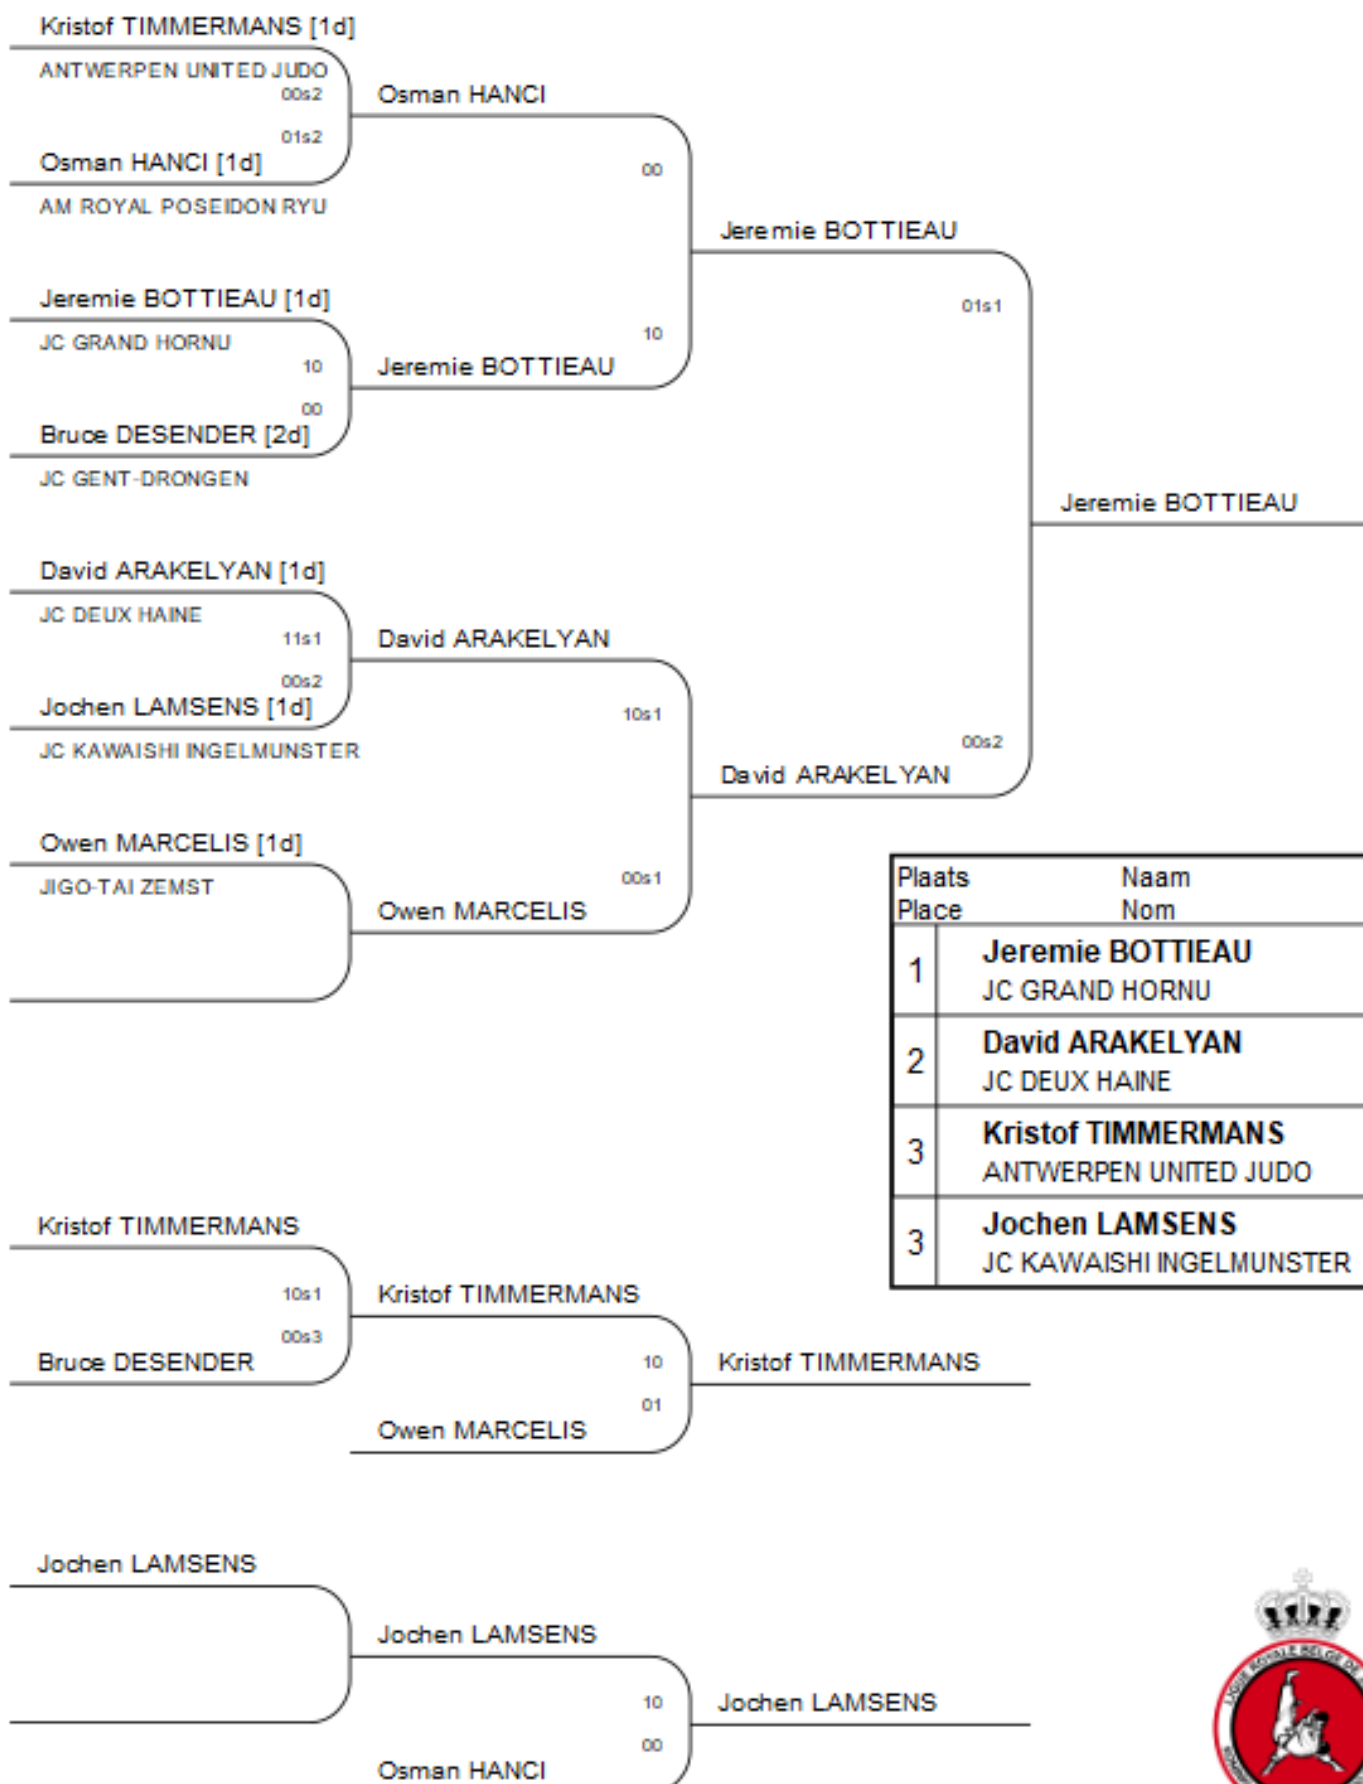 Kristof TIMMERMANS [1d]
ANTWERPEN UNITED JUDO
00s2
Osman HANCI
01s2
Osman HANCI [1d]
00
AM ROYAL POSEIDON RYU
Jeremie BOTTIEAU
Jeremie BOTTIEAU [1d]
01s1
JC GRAND HORNU
10
10
Jeremie BOTTIEAU
00
Bruce DESENDER [2d]
JC GENT-DRONGEN
Jeremie BOTTIEAU
David ARAKELYAN [1d]
JC DEUX HAINE
11s1
David ARAKELYAN
00s2
Jochen LAMSENS [1d]
10s1
JC KAWAISHI INGELMUNSTER
00s2
David ARAKELYAN
Owen MARCELIS [1d]
JIGO-TAI ZEMST
00s1
Owen MARCELIS
Plaats Naam
Place Nom
1 Jeremie BOTTIEAU
JC GRAND HORNU
2 David ARAKELYAN
JC DEUX HAINE
3 Kristof TIMMERMANS
ANTWERPEN UNITED JUDO
3 Jochen LAMSENS
JC KAWAISHI INGELMUNSTER
Kristof TIMMERMANS
10s1
Kristof TIMMERMANS
00s3
Bruce DESENDER
10
Kristof TIMMERMANS
01
Owen MARCELIS
Jochen LAMSENS
Jochen LAMSENS
10
Jochen LAMSENS
00
Osman HANCI
LIGUE ROYALE BELGE DE